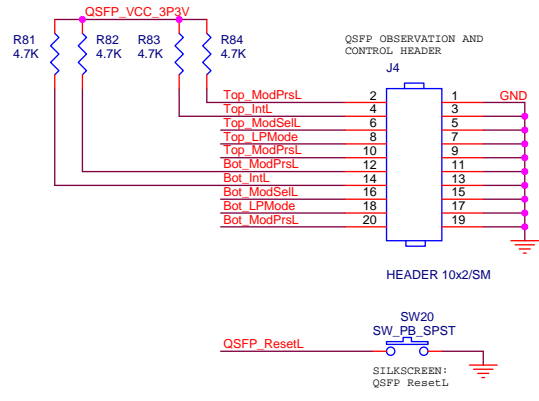 QSFP_VCC_3P3V
R81 R82 R83 R84
4.7K 4.7K 4.7K 4.7K
QSFP OBSERVATION AND
CONTROL HEADER
J4
Top_ModPrsL 2 1 GND
Top_IntL 4 3
Top_ModSelL 6 5
Top_LPMode 8 7
Top_ModPrsL 10 9
Bot_ModPrsL 12 11
Bot_IntL 14 13
Bot_ModSelL 16 15
Bot_LPMode 18 17
Bot_ModPrsL 20 19
HEADER 10x2/SM
SW20
SW_PB_SPST
QSFP_ResetL
SILKSCREEN:
QSFP ResetL